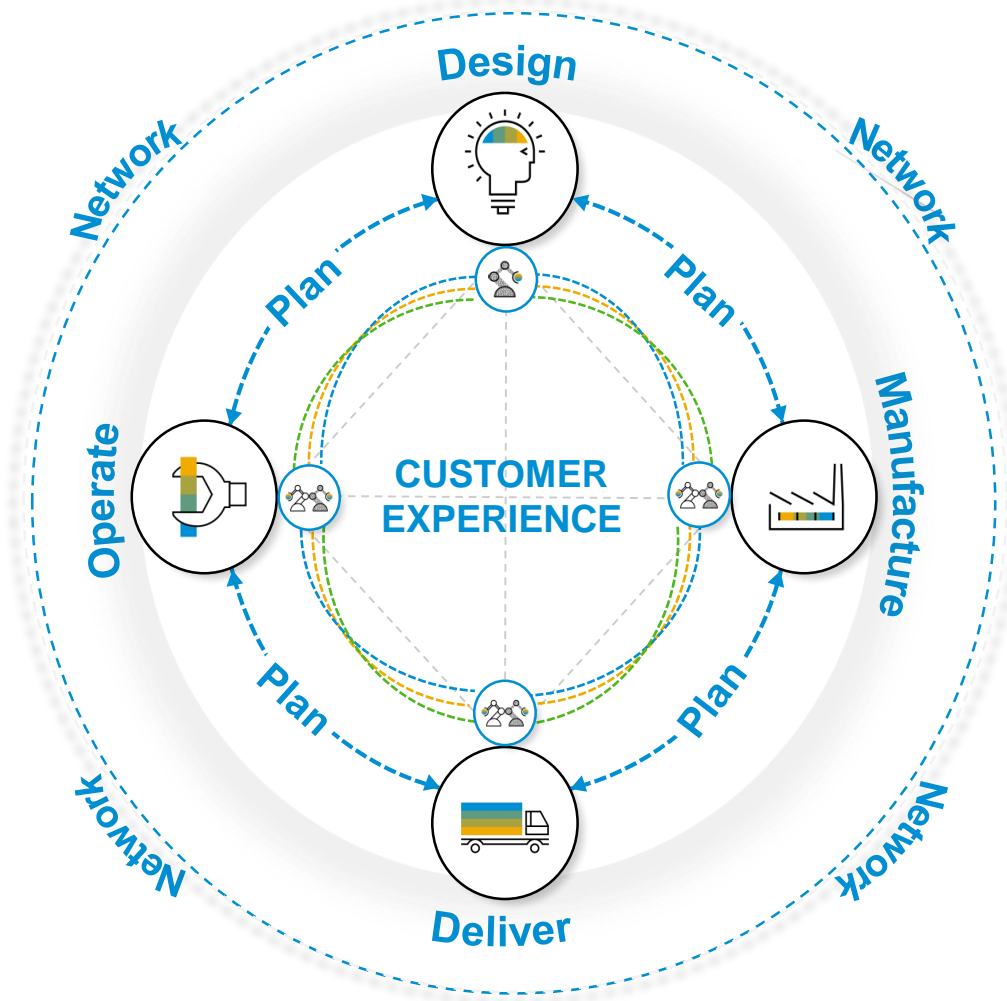 Design
Network
Network
Plan
Plan
Operate
CUSTOMER
EXPERIENCE
Manufacture
Plan
Plan
Network
Network
Deliver